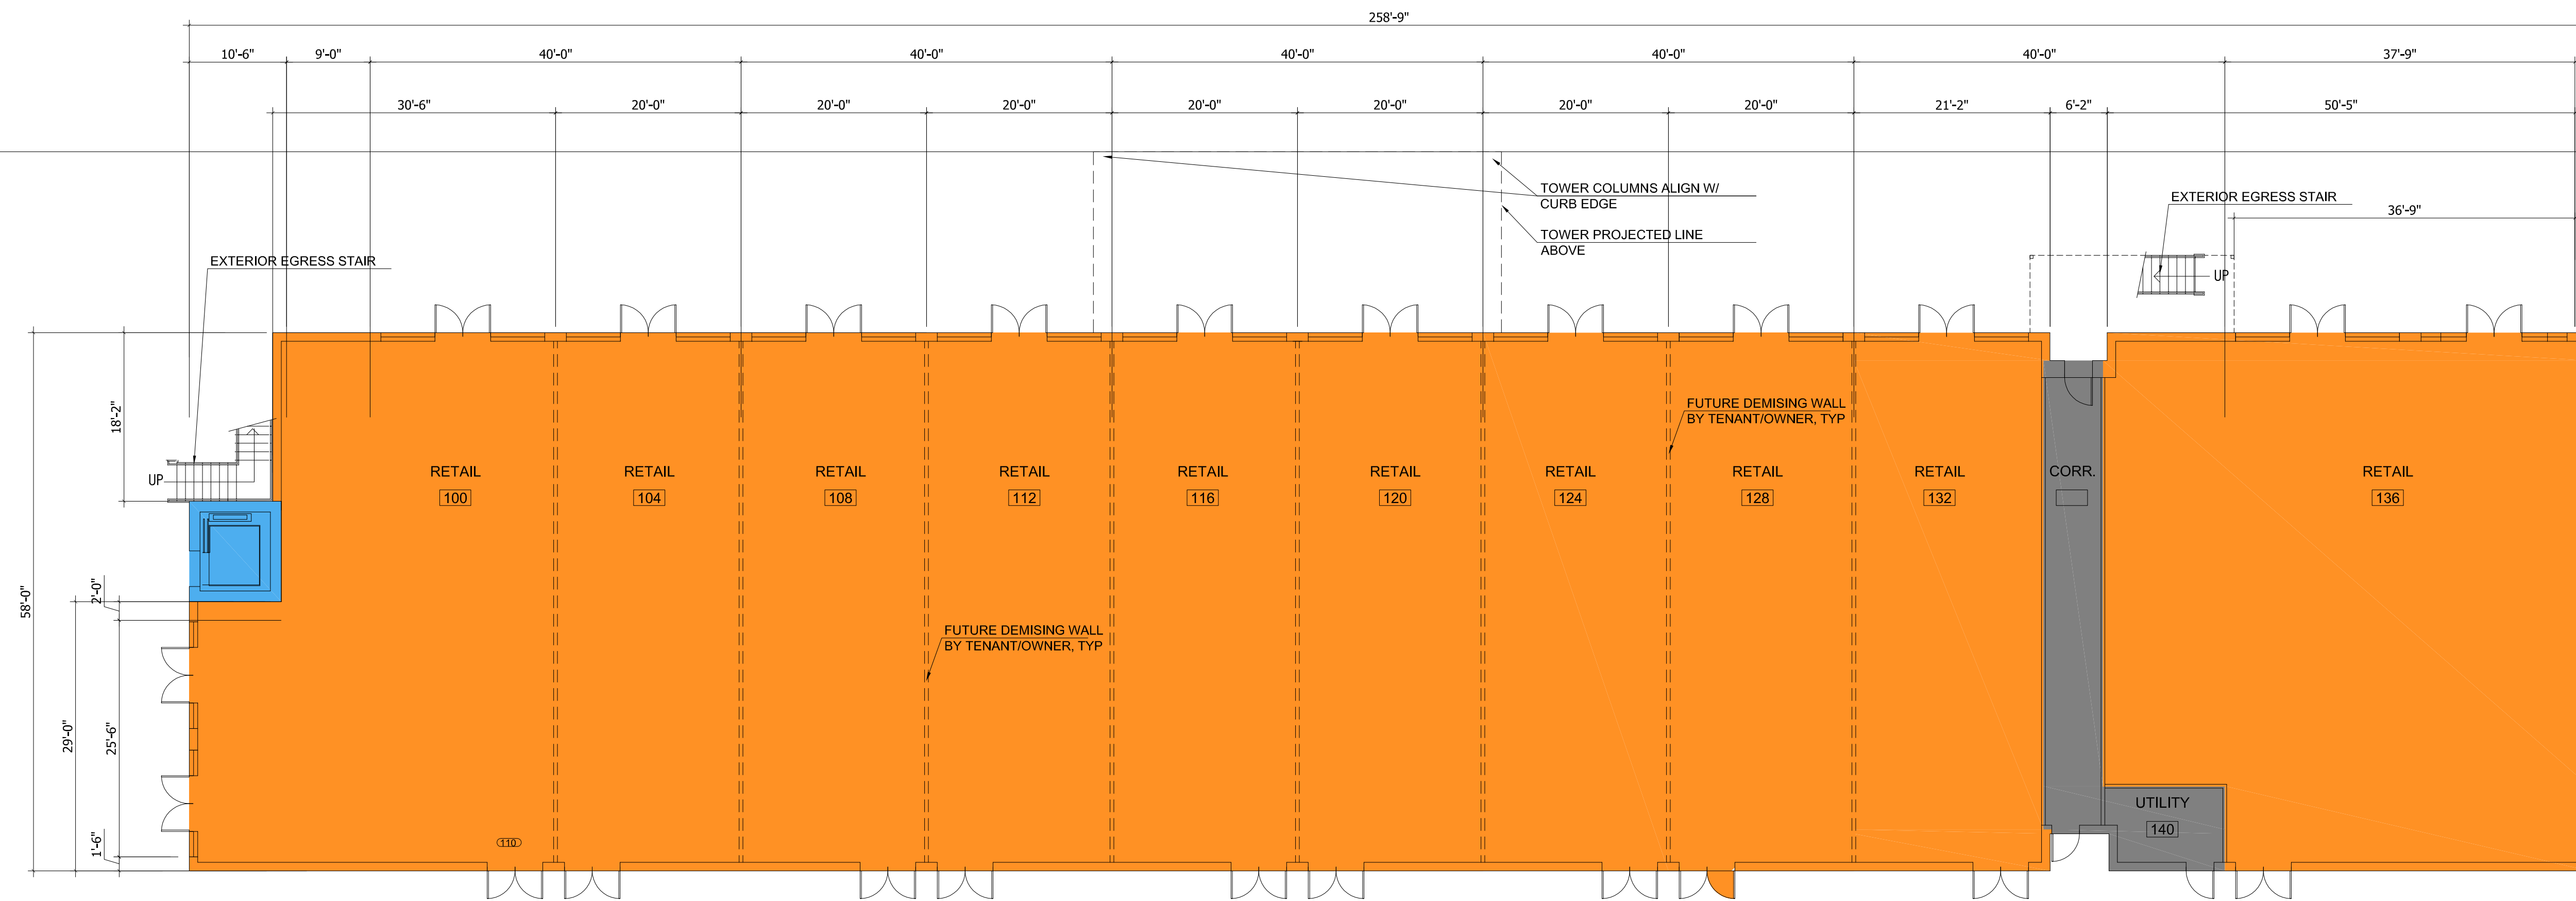 258'-9"
10'-6" 9'-0" 40'-0" 40'-0" 40'-0" 40'-0" 40'-0" 37'-9"
30'-6" 20'-0" 20'-0" 20'-0" 20'-0" 20'-0" 20'-0" 20'-0" 21'-2" 6'-2" 50'-5"
TOWER COLUMNS ALIGN W/
CURB EDGE
TOWER PROJECTED LINE
ABOVE
EXTERIOR EGRESS STAIR
36'-9"
EXTERIOR EGRESS STAIR
UP
18'-2"
UP
FUTURE DEMISING WALL
BY TENANT/OWNER, TYP
RETAIL
100
RETAIL
104
RETAIL
108
RETAIL
112
RETAIL
116
RETAIL
120
RETAIL
124
RETAIL
128
RETAIL
132
CORR.
RETAIL
136
58'-0"
2'-0"
29'-0"
25'-6"
1'-6"
FUTURE DEMISING WALL
BY TENANT/OWNER, TYP
110
UTILITY
140